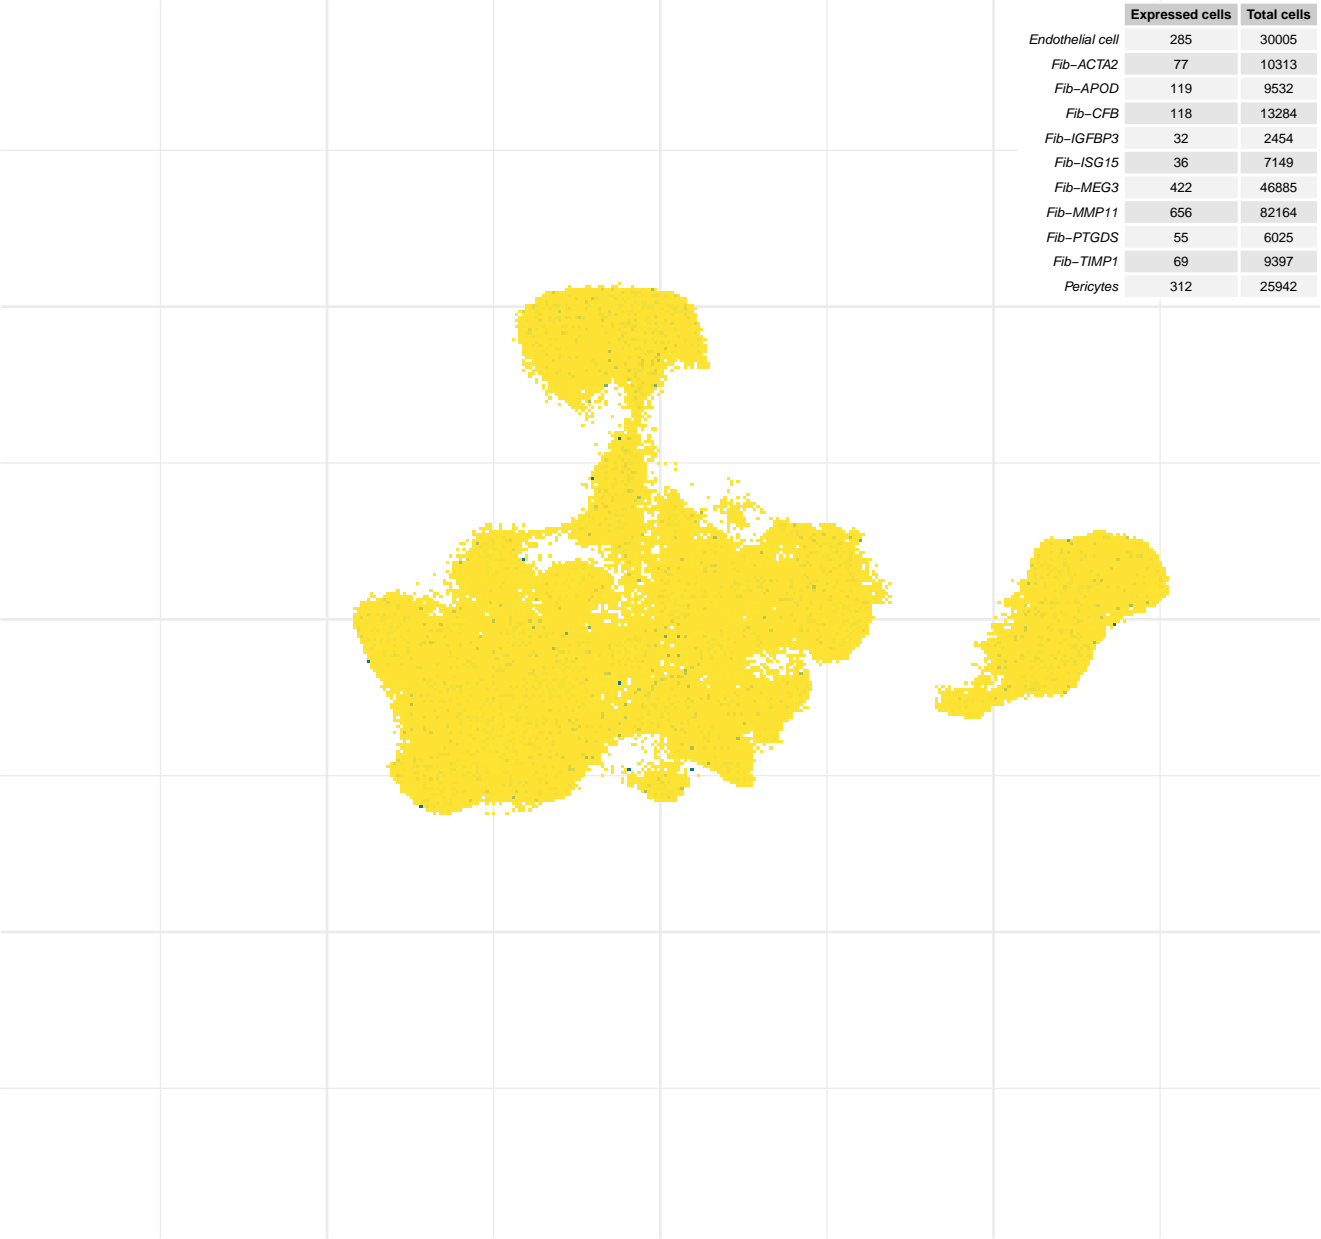 Expressed cells Total cells
Endothelial cell 285 30005
Fib−ACTA2 77 10313
Fib−APOD 119 9532
Fib−CFB 118 13284
Fib−IGFBP3 32 2454
Fib−ISG15 36 7149
Fib−MEG3 422 46885
Fib−MMP11 656 82164
Fib−PTGDS 55 6025
Fib−TIMP1 69 9397
Pericytes 312 25942